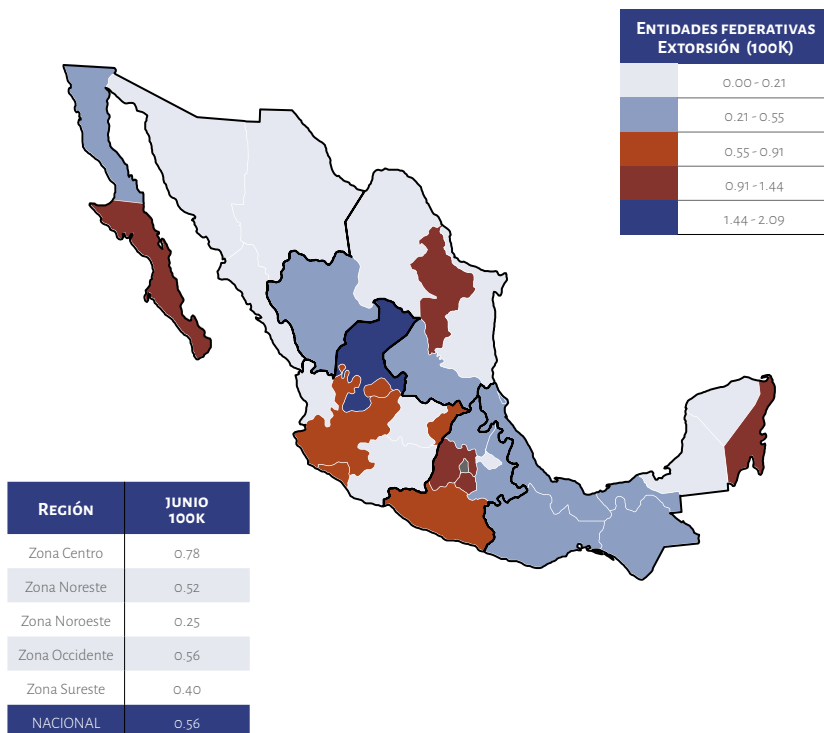 Entidades federativas
Extorsión (100K)
0.00 - 0.21
0.21 - 0.55
0.55 - 0.91
0.91 - 1.44
1.44 - 2.09
Región JUNIO 100K
Zona Centro 0.78
Zona Noreste 0.52
Zona Noroeste 0.25
Zona Occidente 0.56
Zona Sureste 0.40
NACIONAL 0.56